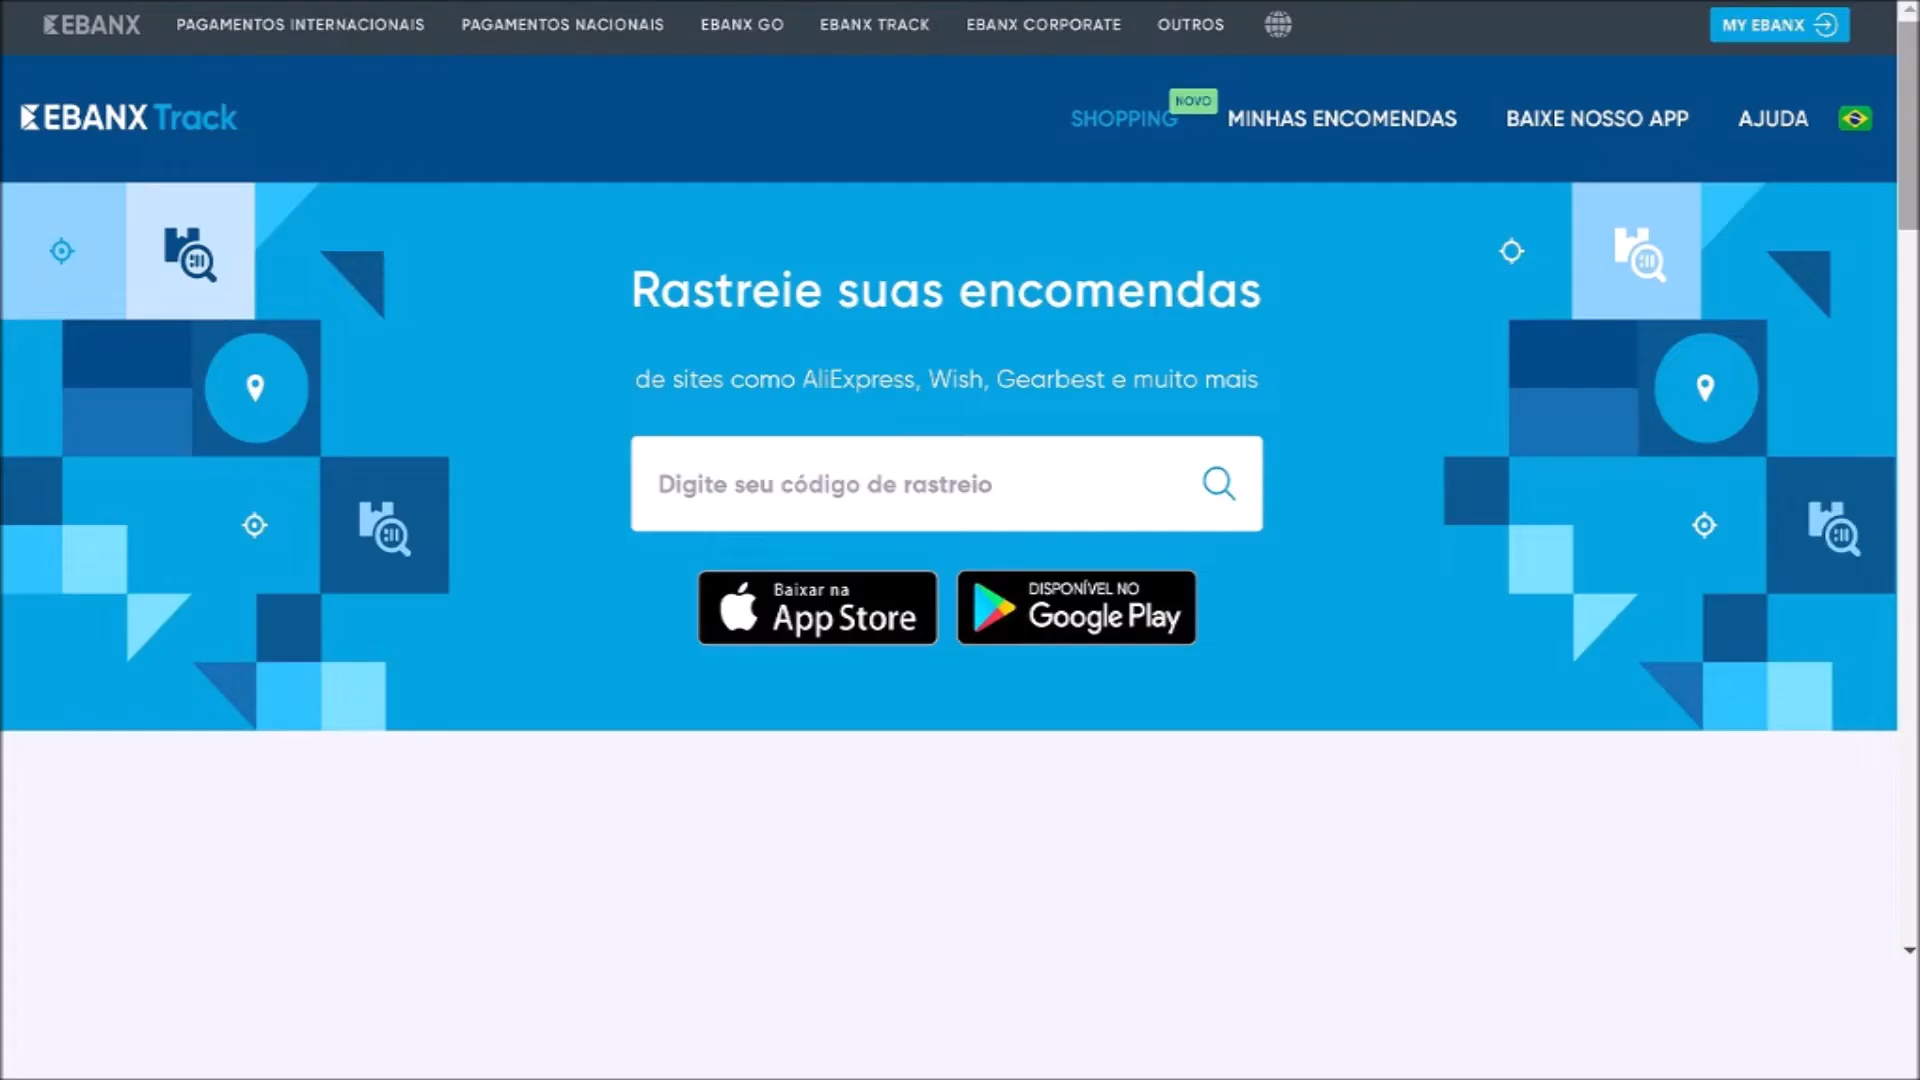 EBANX PAGAMENTOS INTERNACIONAIS PAGAMENTOS NACIONAIS EBANX GO EBANX TRACK EBANX CORPORATE OUTROS MY EBANX
EBANX Track SHOPPING NOVO MINHAS ENCOMENDAS BAIXE NOSSO APP AJUDA
Rastreie suas encomendas
de sites como AliExpress, Wish, Gearbest e muito mais
Digite seu código de rastreio
Baixar na
App Store
DISPONÍVEL NO
Google Play